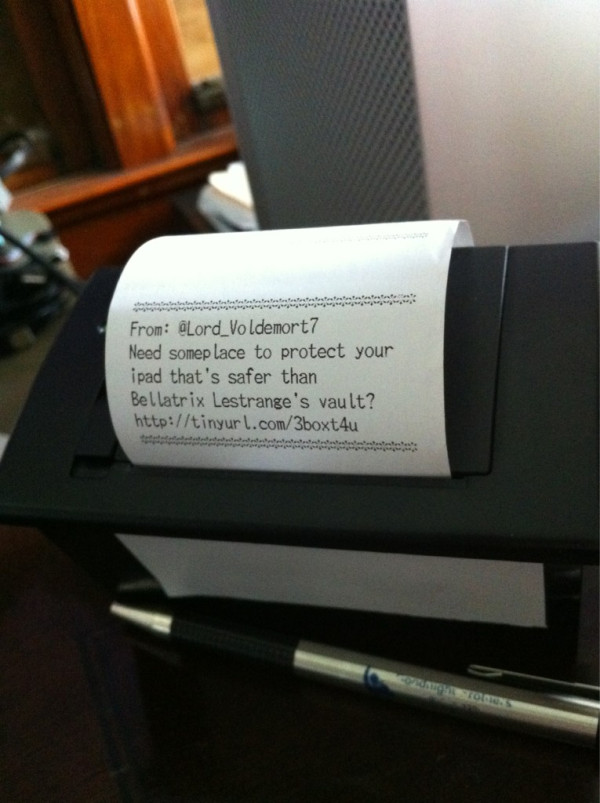 From: @Lord_Voldemort7
Need someplace to protect your
ipad that's safer than
Bellatrix Lestrange's vault?
http://tinyurl.com/3boxt4u